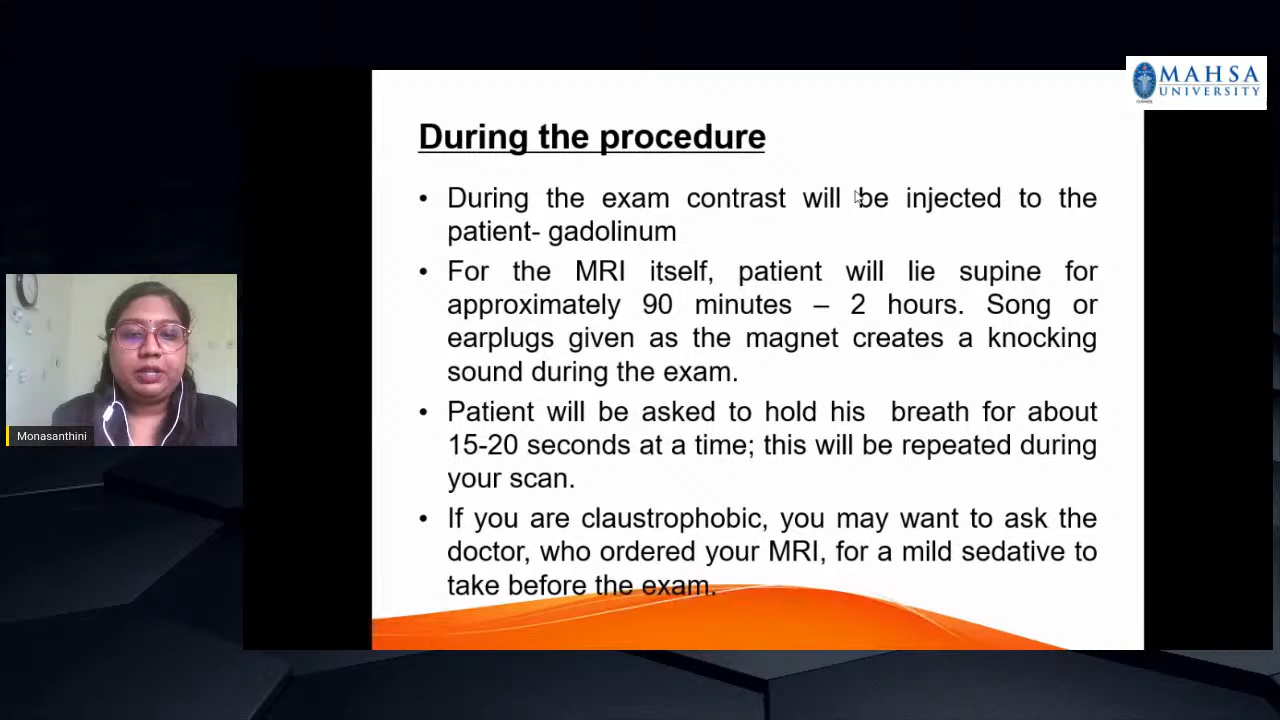 MAHSA
UNIVERSITY
During the procedure
• During the exam contrast will be injected to the
patient- gadolinum
• For the MRI itself, patient will lie supine for
approximately 90 minutes – 2 hours. Song or
earplugs given as the magnet creates a knocking
sound during the exam.
• Patient will be asked to hold his breath for about
15-20 seconds at a time; this will be repeated during
your scan.
• If you are claustrophobic, you may want to ask the
doctor, who ordered your MRI, for a mild sedative to
take before the exam.
Monasanthini